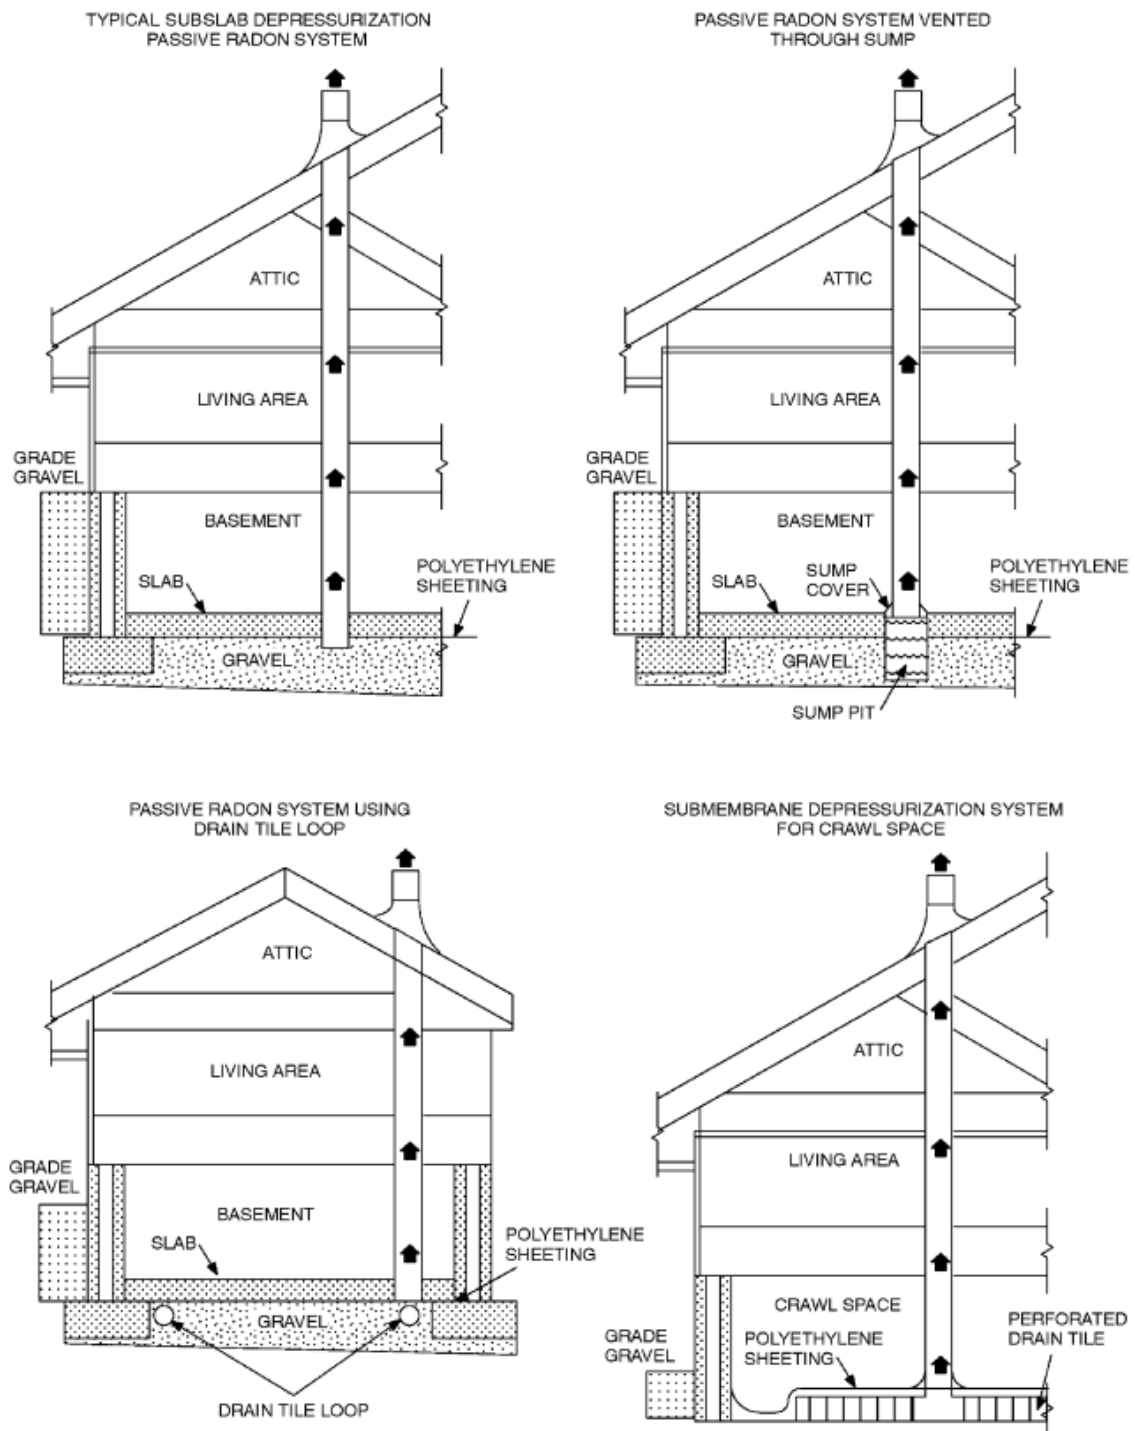 TYPICAL SUBSLAB DEPRESSURIZATION
PASSIVE RADON SYSTEM
ATTIC
LIVING AREA
GRADE
GRAVEL
BASEMENT
POLYETHYLENE
SHEETING
SLAB
GRAVEL
PASSIVE RADON SYSTEM VENTED
THROUGH SUMP
ATTIC
LIVING AREA
GRADE
GRAVEL
BASEMENT
POLYETHYLENE
SHEETING
SLAB
SUMP
COVER
GRAVEL
SUMP PIT
PASSIVE RADON SYSTEM USING
DRAIN TILE LOOP
ATTIC
LIVING AREA
GRADE
GRAVEL
BASEMENT
SLAB
POLYETHYLENE
SHEETING
GRAVEL
DRAIN TILE LOOP
SUBMEMBRANE DEPRESSURIZATION SYSTEM
FOR CRAWL SPACE
ATTIC
LIVING AREA
CRAWL SPACE
PERFORATED
DRAIN TILE
GRADE
GRAVEL
POLYETHYLENE
SHEETING